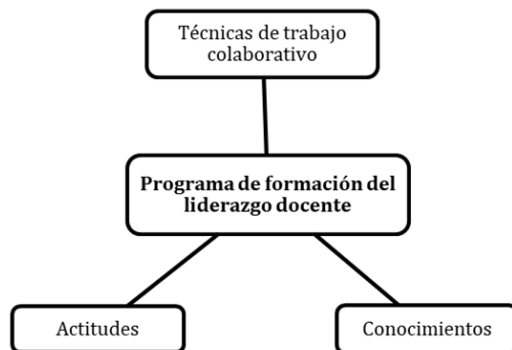 Técnicas de trabajo
colaborativo
Programa de formación del
liderazgo docente
Actitudes
Conocimientos